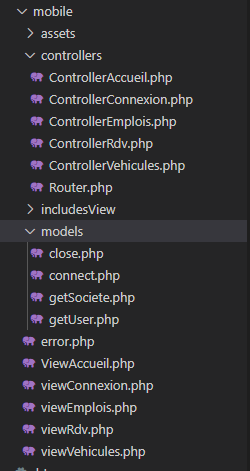 mobile
assets
controllers
ControllerAccueil.php
ControllerConnexion.php
ControllerEmplois.php
ControllerRdv.php
ControllerVehicules.php
Router.php
includesView
models
close.php
connect.php
getSociete.php
getUser.php
error.php
ViewAccueil.php
viewConnexion.php
viewEmplois.php
viewRdv.php
viewVehicules.php